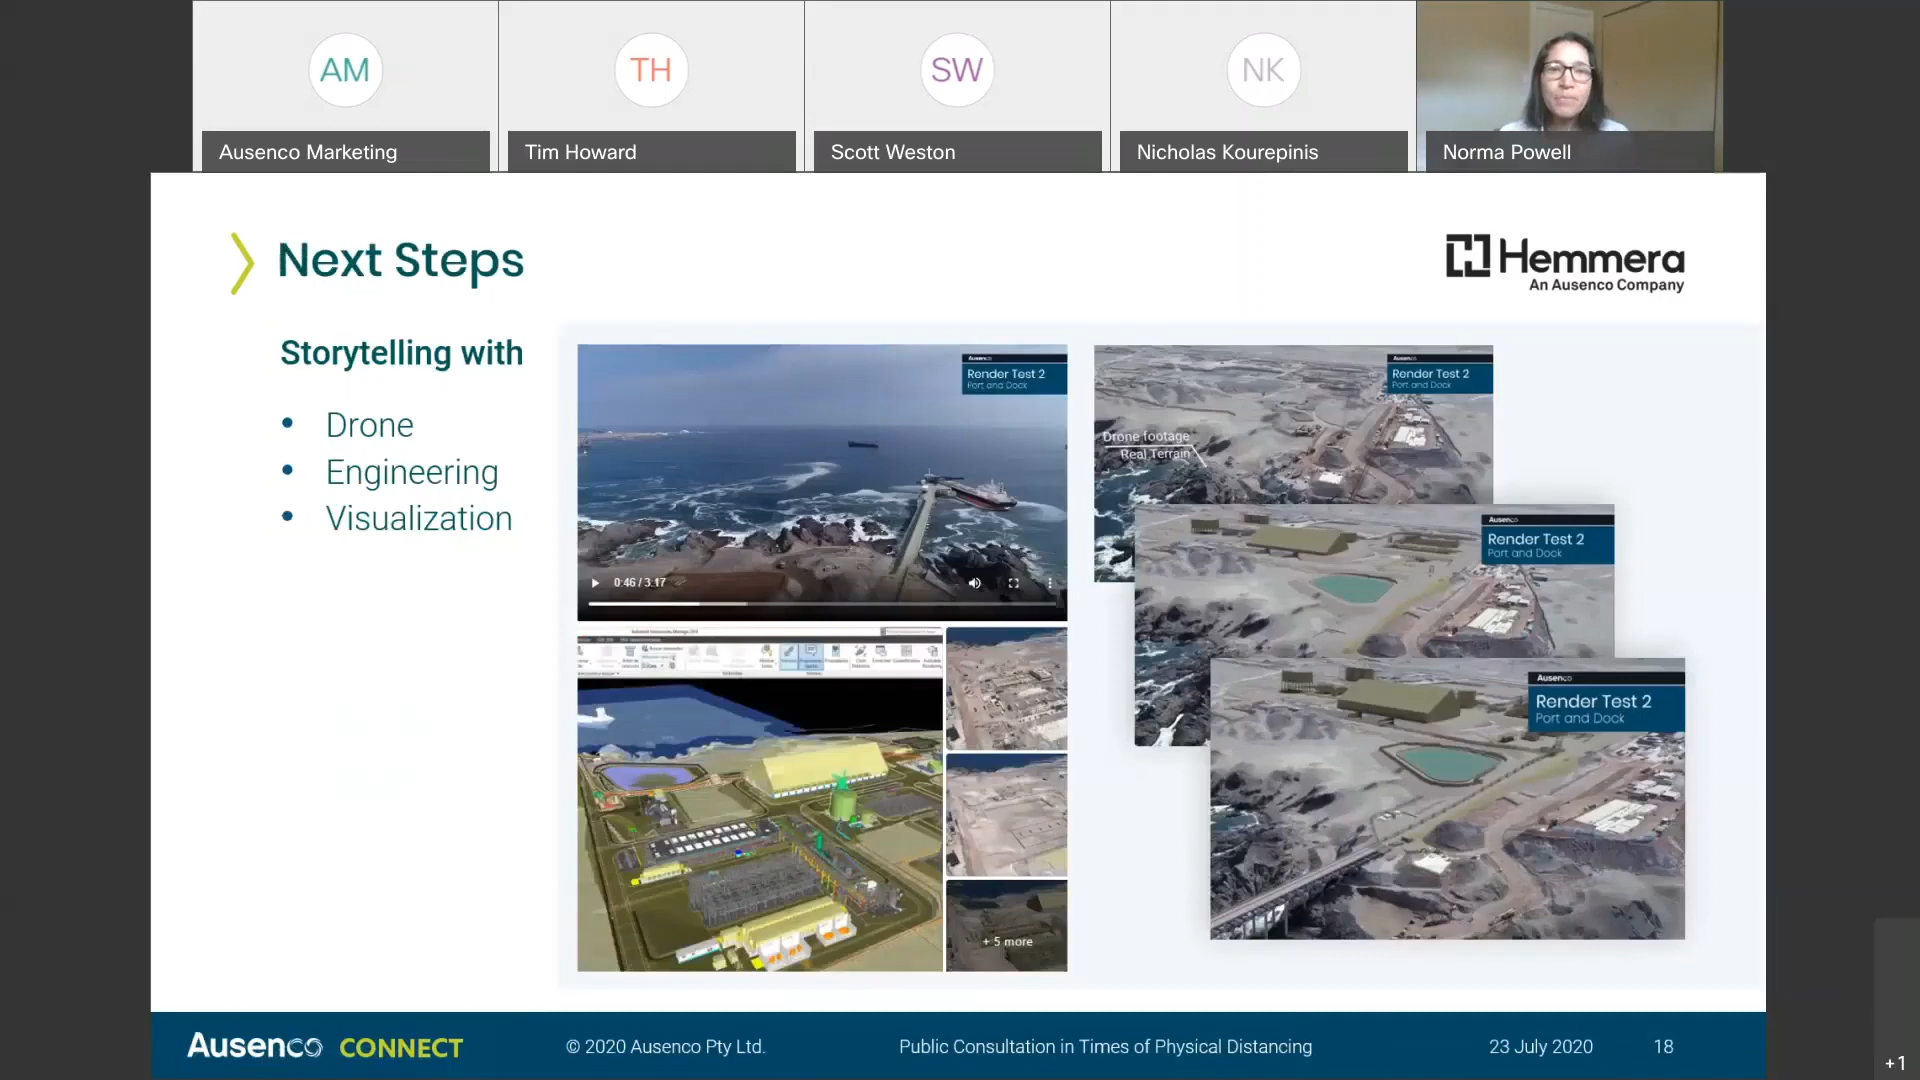 AM
TH
SW
NK
Ausenco Marketing
Tim Howard
Scott Weston
Nicholas Kourepinis
Norma Powell
Next Steps
Hemmera
An Ausenco Company
Storytelling with
• Drone
• Engineering
• Visualization
Ausenco
Render Test 2
Port and Dock
0:46 / 3:17
+ 5 more
Ausenco
Render Test 2
Port and Dock
Drone footage
Real Terrain
Ausenco
Render Test 2
Port and Dock
Ausenco
Render Test 2
Port and Dock
Ausenco CONNECT
© 2020 Ausenco Pty Ltd.
Public Consultation in Times of Physical Distancing
23 July 2020
18
+1